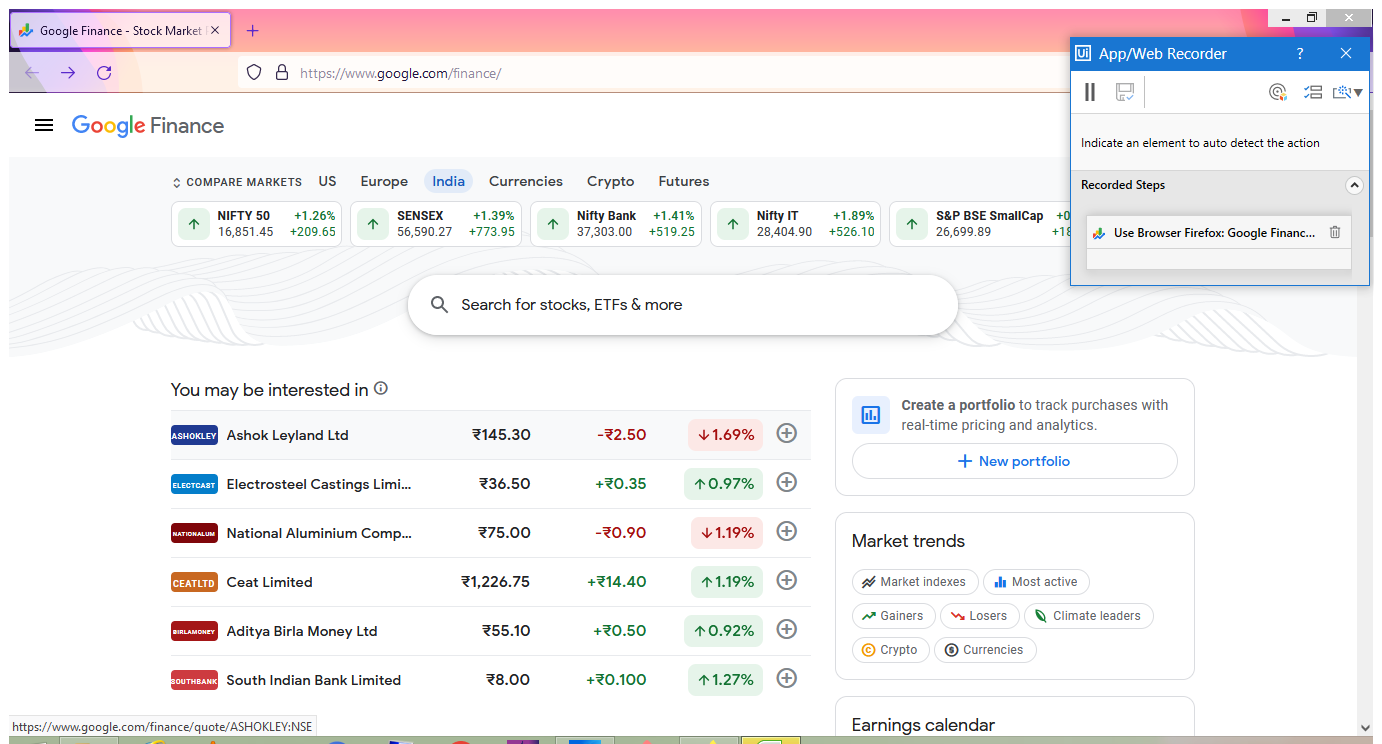 Google Finance - Stock Market
https://www.google.com/finance/
Ui App/Web Recorder ?
Indicate an element to auto detect the action
Recorded Steps
Use Browser Firefox: Google Financ...
Google Finance
COMPARE MARKETS US Europe India Currencies Crypto Futures
NIFTY 50 +1.26%
16,851.45 +209.65
SENSEX +1.39%
56,590.27 +773.95
Nifty Bank +1.41%
37,303.00 +519.25
Nifty IT +1.89%
28,404.90 +526.10
S&P BSE SmallCap +0
26,699.89 +18
Search for stocks, ETFs & more
You may be interested in
ASHOKLEY Ashok Leyland Ltd ₹145.30 -₹2.50 1.69%
ELECTCAST Electrosteel Castings Limi... ₹36.50 +₹0.35 0.97%
NATIONALUM National Aluminium Comp... ₹75.00 -₹0.90 1.19%
CEATLTD Ceat Limited ₹1,226.75 +₹14.40 1.19%
BIRLAMONEY Aditya Birla Money Ltd ₹55.10 +₹0.50 0.92%
SOUTHBANK South Indian Bank Limited ₹8.00 +₹0.100 1.27%
Create a portfolio to track purchases with
real-time pricing and analytics.
+ New portfolio
Market trends
Market indexes Most active
Gainers Losers Climate leaders
Crypto Currencies
Earnings calendar
https://www.google.com/finance/quote/ASHOKLEY:NSE